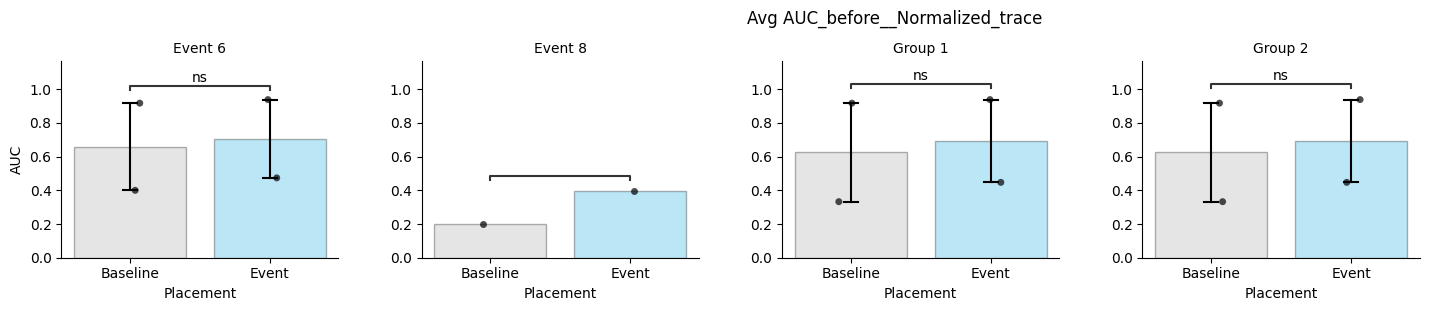 Avg AUC_before__Normalized_trace
Event 6
Event 8
Group 1
Group 2
ns
ns
ns
AUC
1.0
0.8
0.6
0.4
0.2
0.0
1.0
0.8
0.6
0.4
0.2
0.0
1.0
0.8
0.6
0.4
0.2
0.0
1.0
0.8
0.6
0.4
0.2
0.0
Baseline Event
Baseline Event
Baseline Event
Baseline Event
Placement
Placement
Placement
Placement